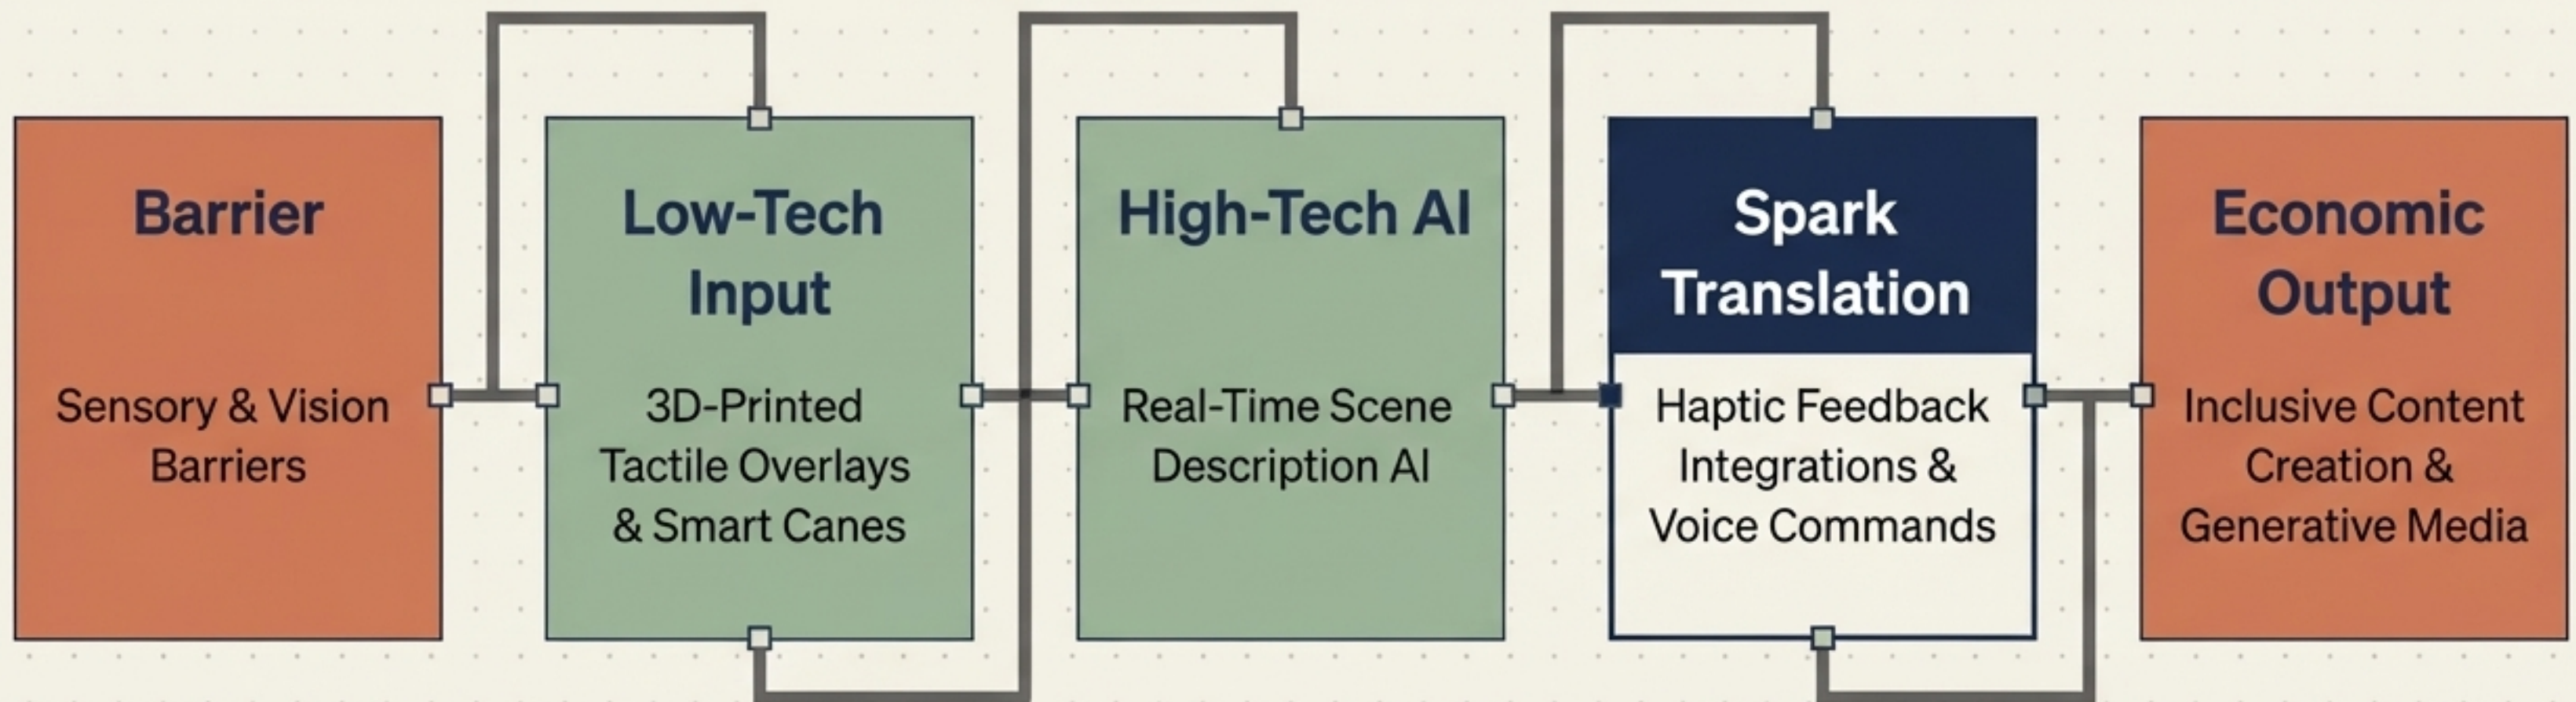 Barrier
Sensory & Vision
Barriers
Low-Tech
Input
3D-Printed
Tactile Overlays
& Smart Canes
High-Tech AI
Real-Time Scene
Description AI
Spark
Translation
Haptic Feedback
Integrations &
Voice Commands
Economic
Output
Inclusive Content
Creation &
Generative Media